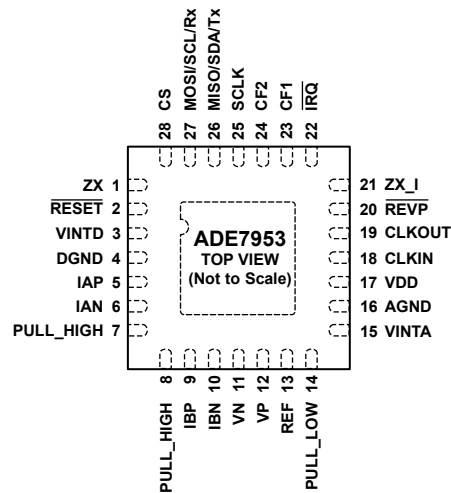 28 CS
27 MOSI/SCL/Rx
26 MISO/SDA/Tx
25 SCLK
24 CF2
23 CF1
22 IRQ
ZX 1
RESET 2
VINTD 3
DGND 4
IAP 5
IAN 6
PULL_HIGH 7
ADE7953
TOP VIEW
(Not to Scale)
21 ZX_I
20 REVP
19 CLKOUT
18 CLKIN
17 VDD
16 AGND
15 VINTA
PULL_HIGH 8
IBP 9
IBN 10
VN 11
VP 12
REF 13
PULL_LOW 14